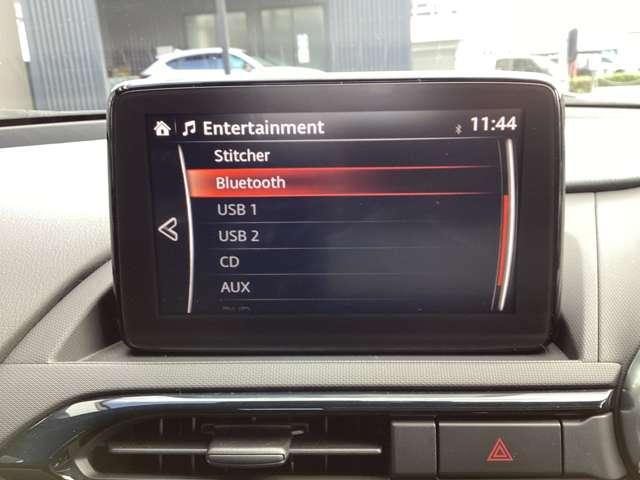 Entertainment 11:44
Stitcher
Bluetooth
USB 1
USB 2
CD
AUX